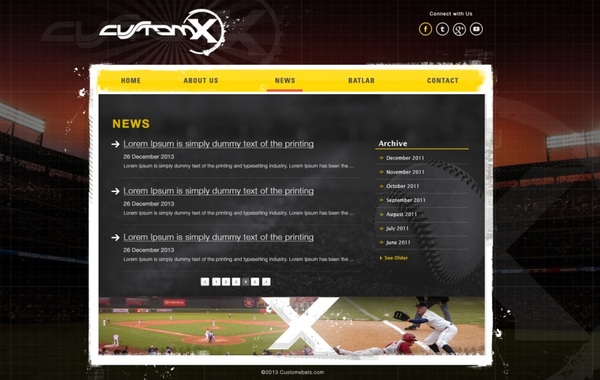 CUSTOMX
Connect with Us
HOME
ABOUT US
NEWS
BATLAB
CONTACT
NEWS
Lorem Ipsum is simply dummy text of the printing
26 December 2013
Lorem Ipsum is simply dummy text of the printing and typesetting industry. Lorem Ipsum has been the ...
Lorem Ipsum is simply dummy text of the printing
26 December 2013
Lorem Ipsum is simply dummy text of the printing and typesetting industry. Lorem Ipsum has been the ...
Lorem Ipsum is simply dummy text of the printing
26 December 2013
Lorem Ipsum is simply dummy text of the printing and typesetting industry. Lorem Ipsum has been the ...
Archive
December 2011
November 2011
October 2011
September 2011
August 2011
July 2011
June 2011
See Older
X
©2013 Customxbats.com